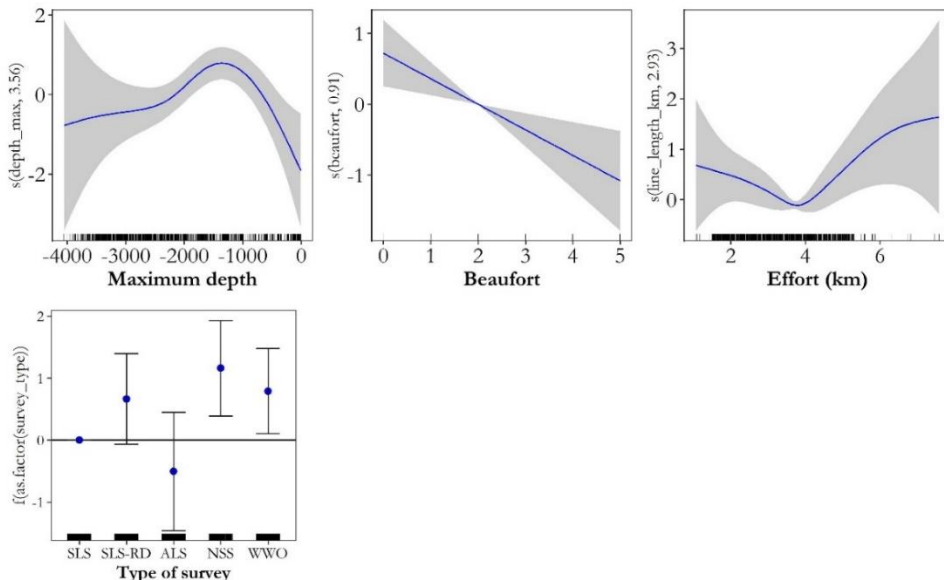 s(depth_max, 3.56)
2
0
-2
-4000 -3000 -2000 -1000 0
Maximum depth
s(beaufort, 0.91)
1
0
-1
0 1 2 3 4 5
Beaufort
s(line_length_km, 2.93)
3
2
1
0
2 4 6
Effort (km)
f(as.factor(survey_type))
2
1
0
-1
SLS SLS-RD ALS NSS WWO
Type of survey